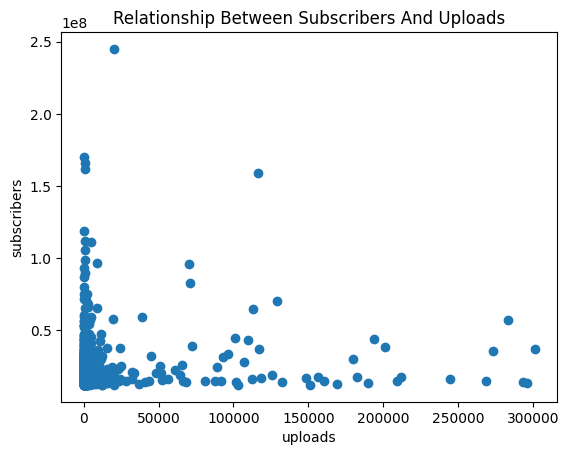 Relationship Between Subscribers And Uploads
1e8
2.5
2.0
1.5
1.0
0.5
subscribers
0 50000 100000 150000 200000 250000 300000
uploads